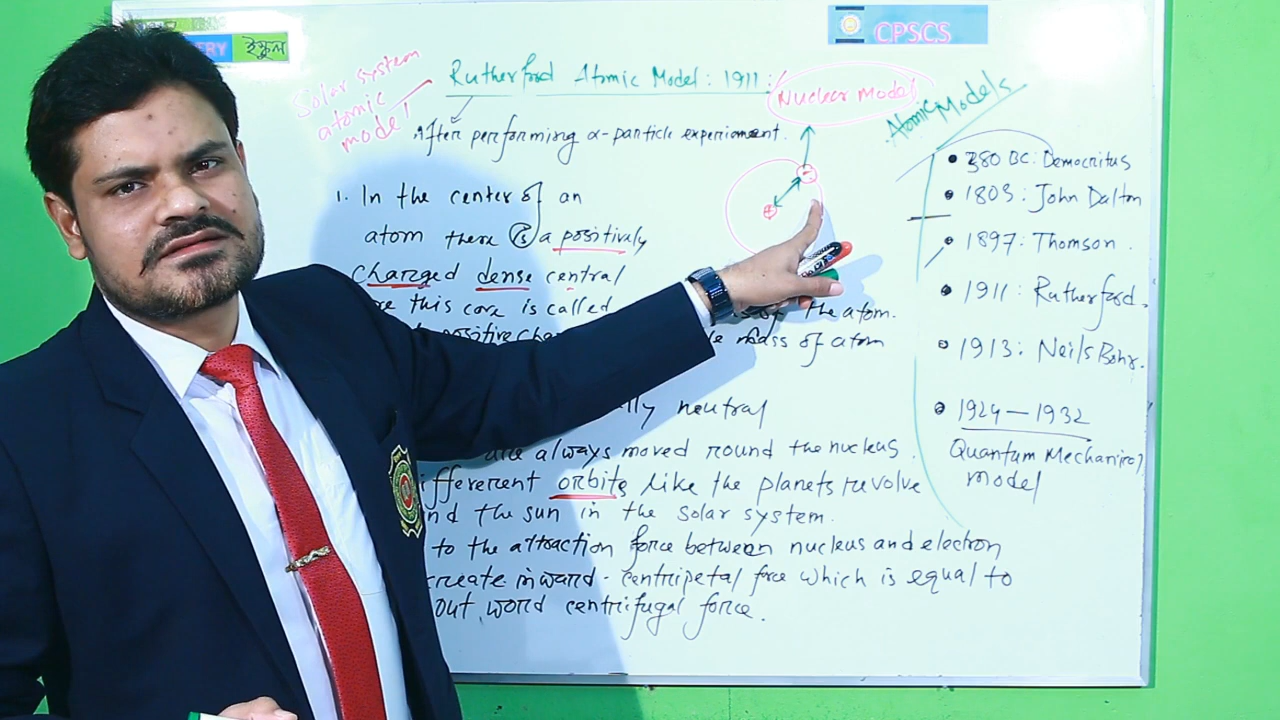 ERY ইস্কুল
CPSCS
Solar system
atomic
model
Rutherford Atomic Model: 1911: Nuclear Model
After performing α-particle experiment.
1. In the center of an
atom there is a positively
charged dense central
this core is called
the atom.
positive
mass of atom
neutral
are always moved round the nucleus.
ifferent orbits like the planets revolve
nd the sun in the solar system.
to the attraction force between nucleus and electron
create inward - centripetal force which is equal to
out word centrifugal force.
+
-
Atomic Models
• 380 BC: Democritus
• 1803: John Dalton
• 1897: Thomson.
• 1911: Rutherford.
• 1913: Neils Bohr.
• 1924 — 1932
Quantum Mechanical
model